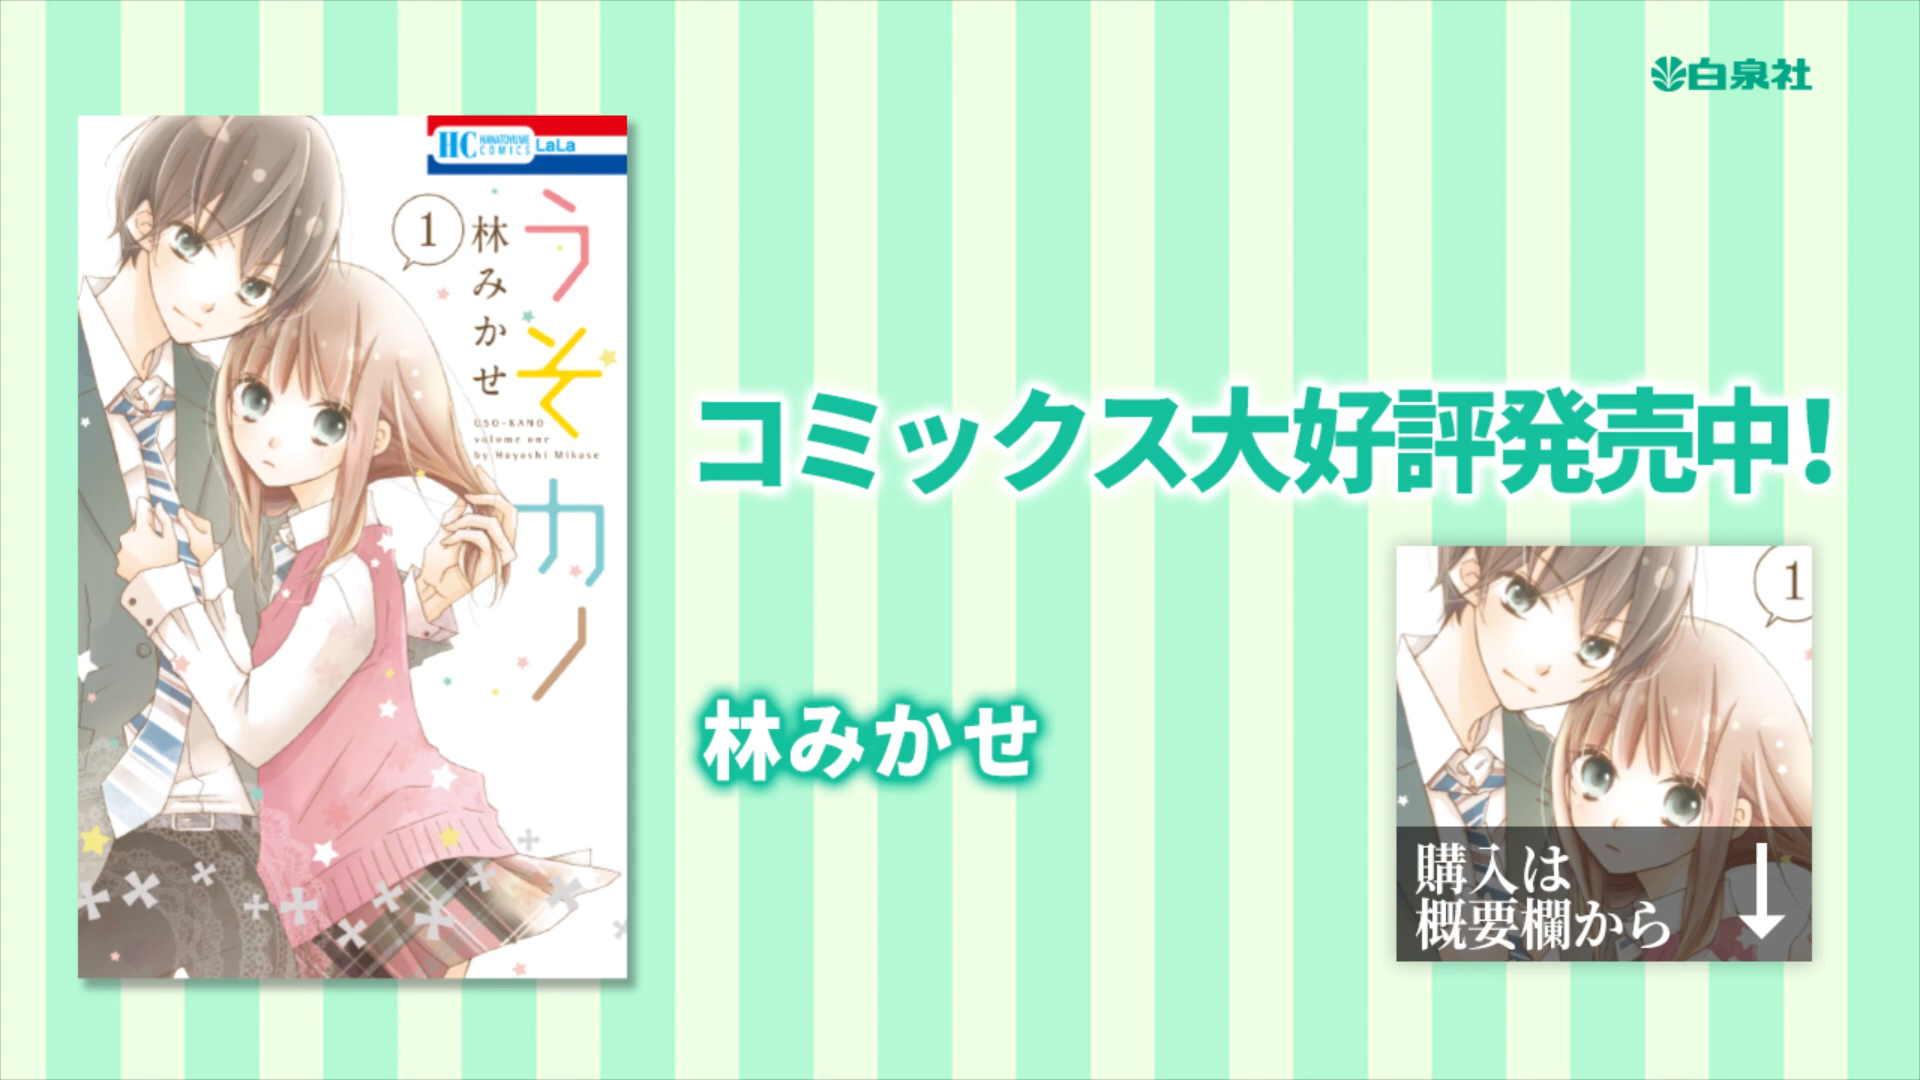 白泉社
HC HANATOYUME COMICS LaLa
1
林みかせ
うそカノ
USO-KANO
volume one
by Hayashi Mikase
コミックス大好評発売中!
林みかせ
1
購入は
概要欄から
↓